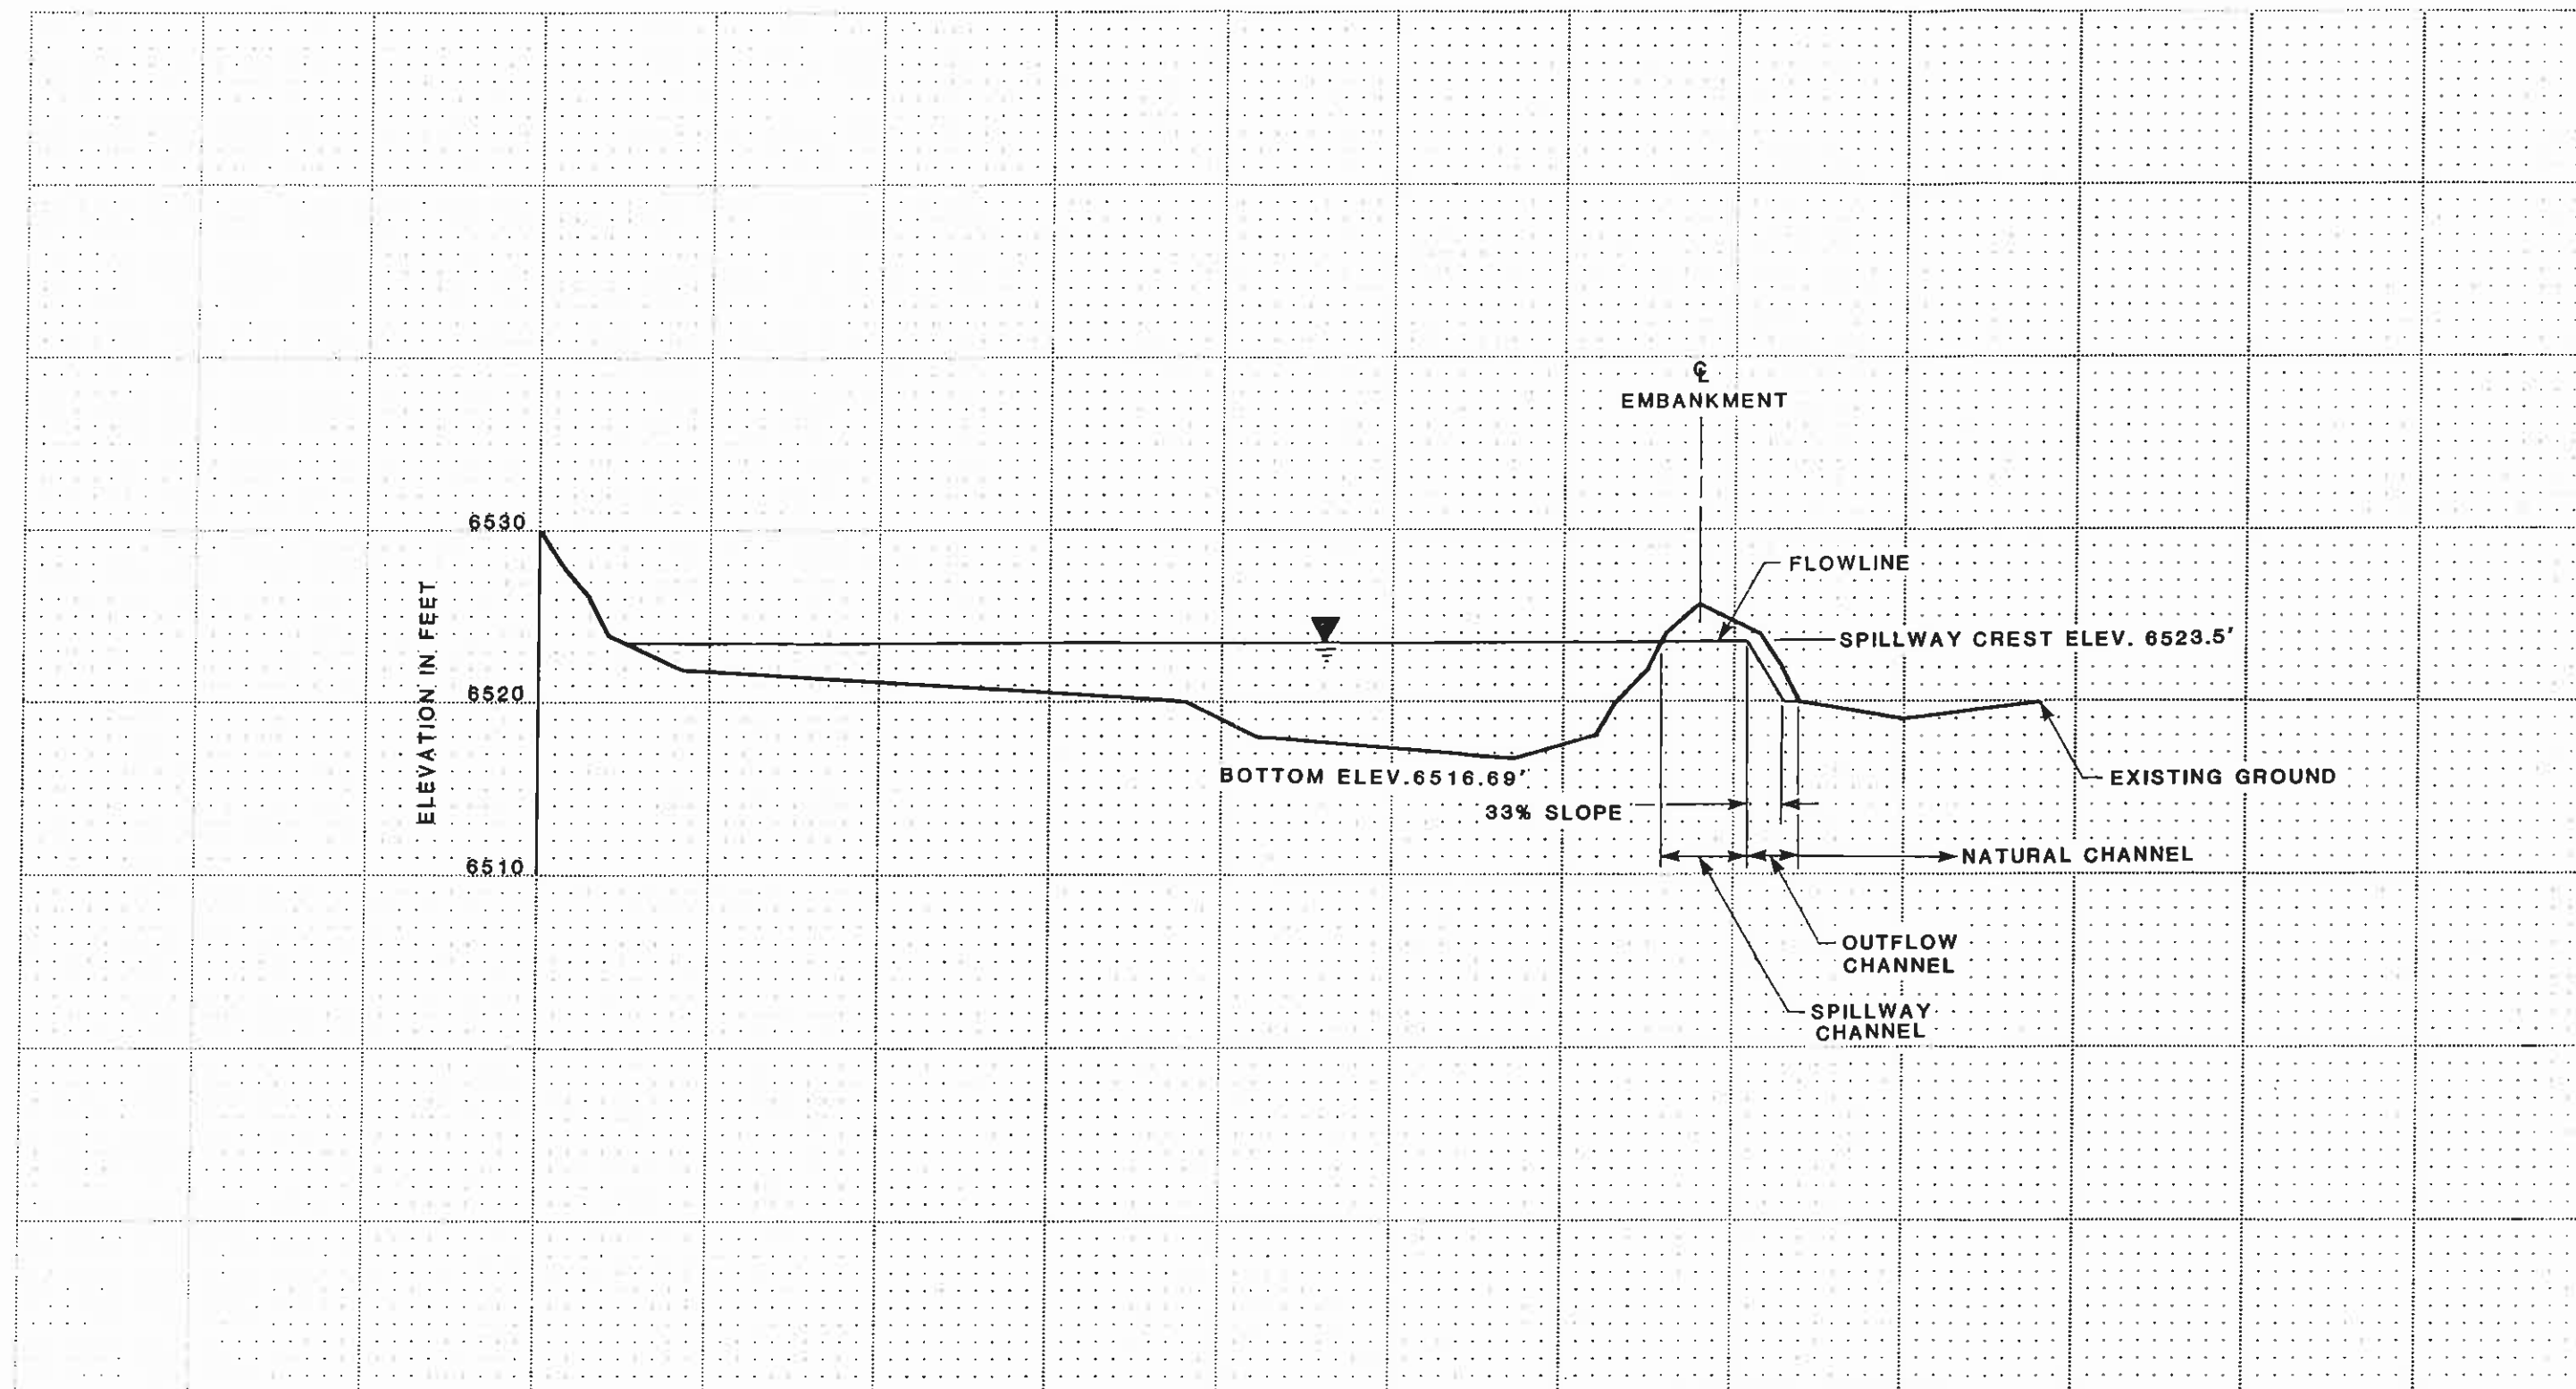 ℄
EMBANKMENT
6530
FLOWLINE
ELEVATION IN FEET
SPILLWAY CREST ELEV. 6523.5'
6520
BOTTOM ELEV.6516.69'
EXISTING GROUND
33% SLOPE
6510
NATURAL CHANNEL
OUTFLOW
CHANNEL
SPILLWAY
CHANNEL